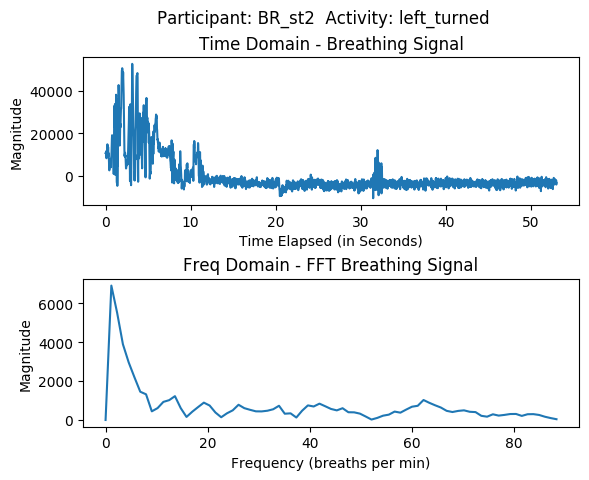 Participant: BR_st2  Activity: left_turned
Time Domain - Breathing Signal
Magnitude
40000
20000
0
0 10 20 30 40 50
Time Elapsed (in Seconds)
Freq Domain - FFT Breathing Signal
Magnitude
6000
4000
2000
0
0 20 40 60 80
Frequency (breaths per min)